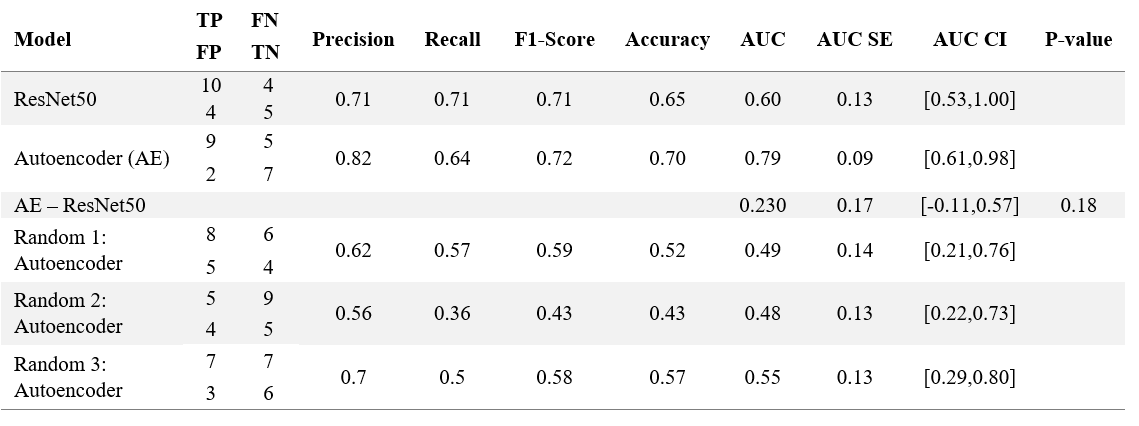 Model TP FN Precision Recall F1-Score Accuracy AUC AUC SE AUC CI P-value
FP TN
ResNet50 10 4 0.71 0.71 0.71 0.65 0.60 0.13 [0.53,1.00]
4 5
Autoencoder (AE) 9 5 0.82 0.64 0.72 0.70 0.79 0.09 [0.61,0.98]
2 7
AE – ResNet50 0.230 0.17 [-0.11,0.57] 0.18
Random 1: 8 6 0.62 0.57 0.59 0.52 0.49 0.14 [0.21,0.76]
Autoencoder 5 4
Random 2: 5 9 0.56 0.36 0.43 0.43 0.48 0.13 [0.22,0.73]
Autoencoder 4 5
Random 3: 7 7 0.7 0.5 0.58 0.57 0.55 0.13 [0.29,0.80]
Autoencoder 3 6